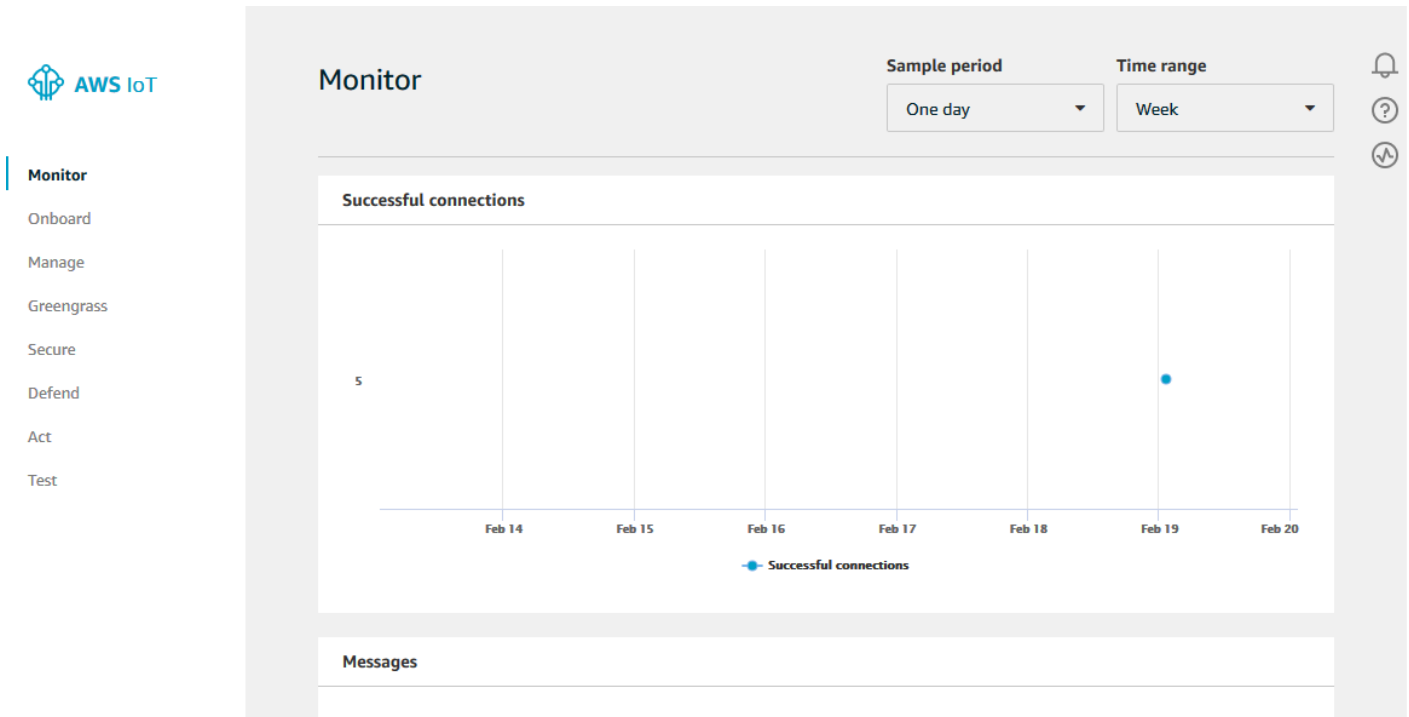 AWS IoT
Monitor
Onboard
Manage
Greengrass
Secure
Defend
Act
Test
Monitor
Sample period
One day
Time range
Week
Successful connections
5
Feb 14 Feb 15 Feb 16 Feb 17 Feb 18 Feb 19 Feb 20
Successful connections
Messages